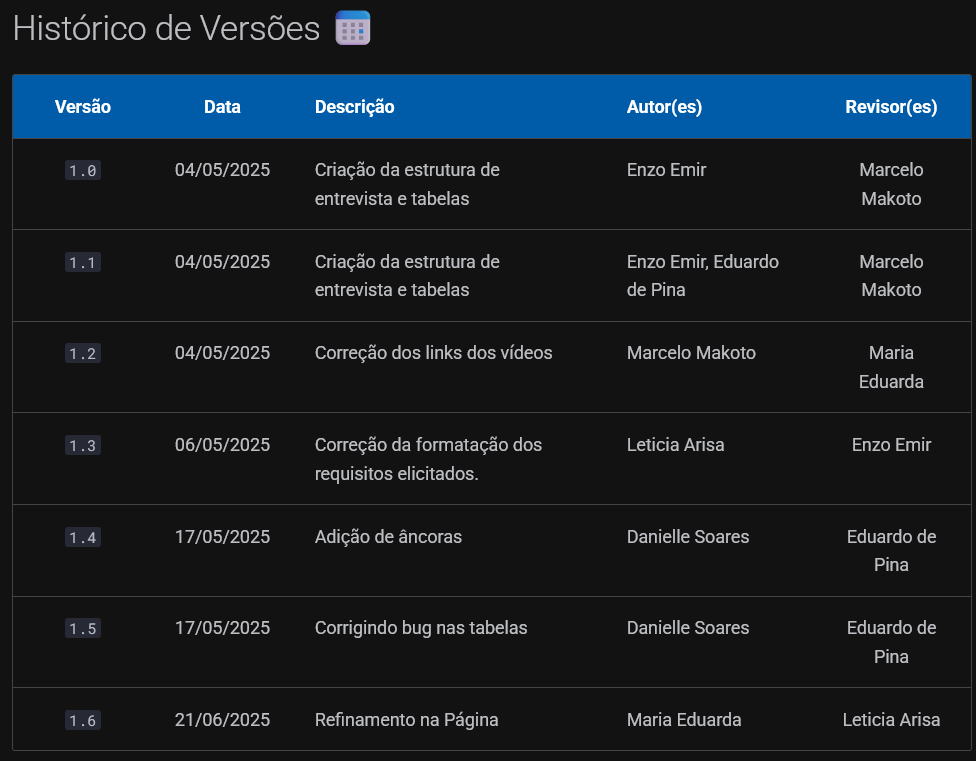 Histórico de Versões
Versão Data Descrição Autor(es) Revisor(es)
1.0 04/05/2025 Criação da estrutura de Enzo Emir Marcelo
entrevista e tabelas Makoto
1.1 04/05/2025 Criação da estrutura de Enzo Emir, Eduardo Marcelo
entrevista e tabelas de Pina Makoto
1.2 04/05/2025 Correção dos links dos vídeos Marcelo Makoto Maria
Eduarda
1.3 06/05/2025 Correção da formatação dos Leticia Arisa Enzo Emir
requisitos elicitados.
1.4 17/05/2025 Adição de âncoras Danielle Soares Eduardo de
Pina
1.5 17/05/2025 Corrigindo bug nas tabelas Danielle Soares Eduardo de
Pina
1.6 21/06/2025 Refinamento na Página Maria Eduarda Leticia Arisa